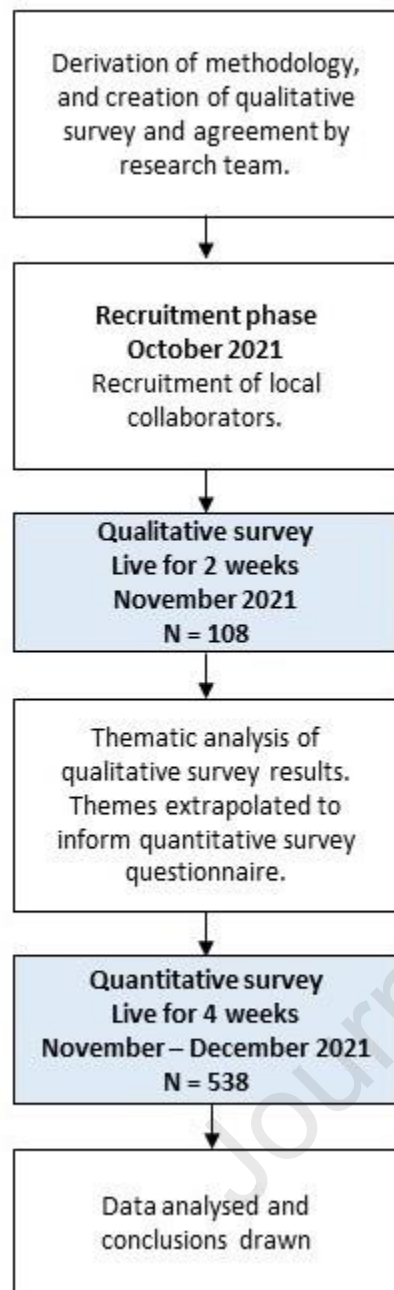 Derivation of methodology,
and creation of qualitative
survey and agreement by
research team.
Recruitment phase
October 2021
Recruitment of local
collaborators.
Qualitative survey
Live for 2 weeks
November 2021
N = 108
Thematic analysis of
qualitative survey results.
Themes extrapolated to
inform quantitative survey
questionnaire.
Quantitative survey
Live for 4 weeks
November – December 2021
N = 538
Data analysed and
conclusions drawn
Journ